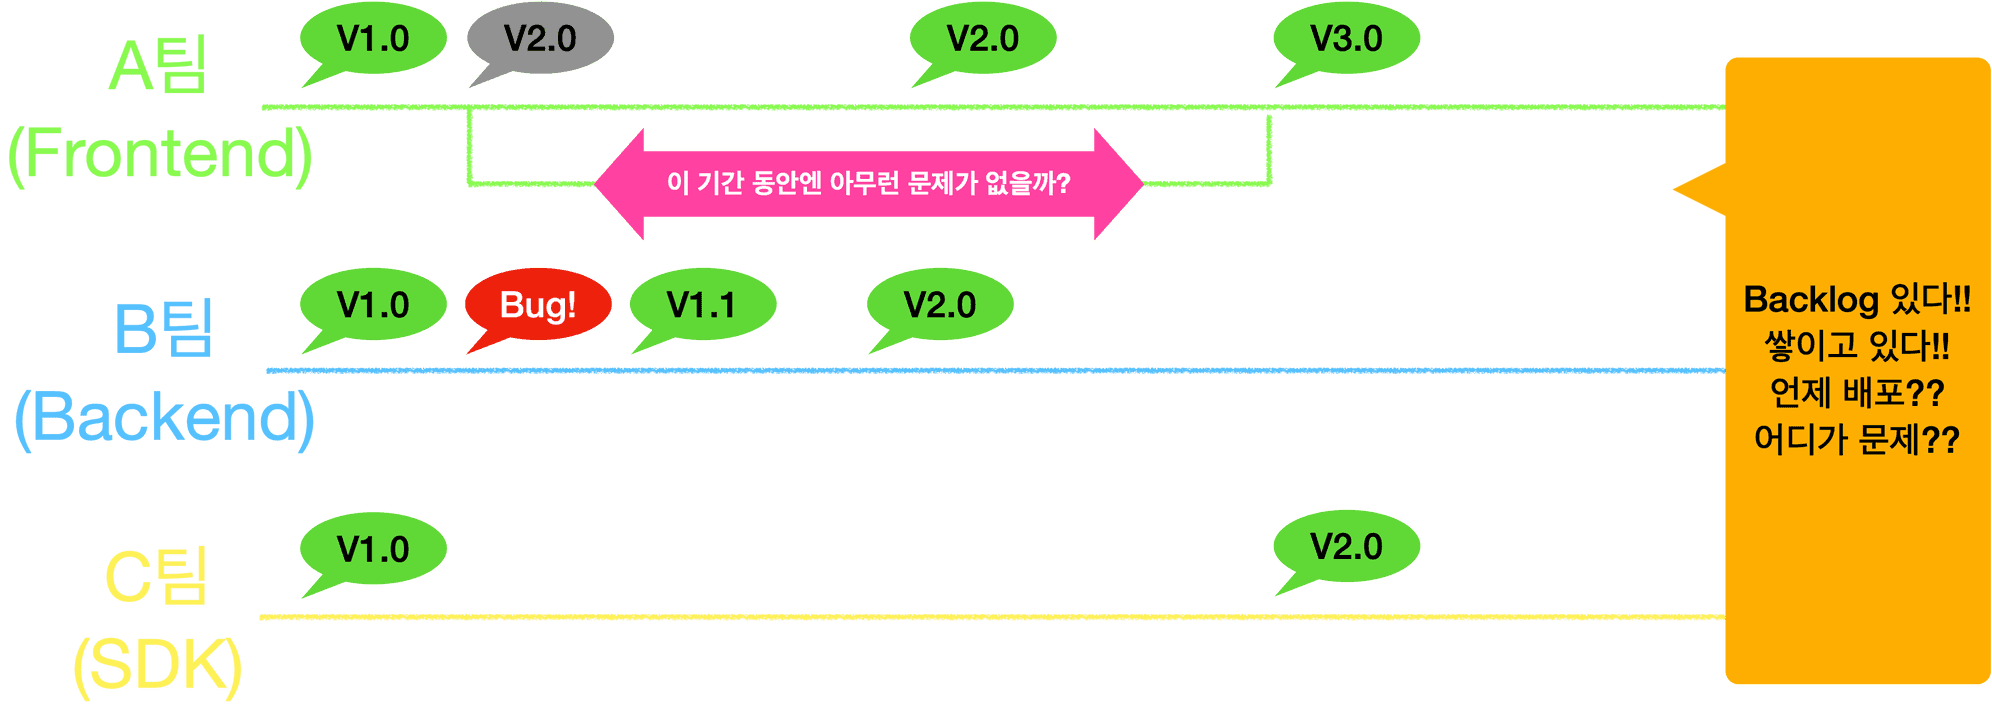 A팀
(Frontend)
V1.0
V2.0
V2.0
V3.0
이 기간 동안엔 아무런 문제가 없을까?
B팀
(Backend)
V1.0
Bug!
V1.1
V2.0
C팀
(SDK)
V1.0
V2.0
Backlog 있다!!
쌓이고 있다!!
언제 배포??
어디가 문제??